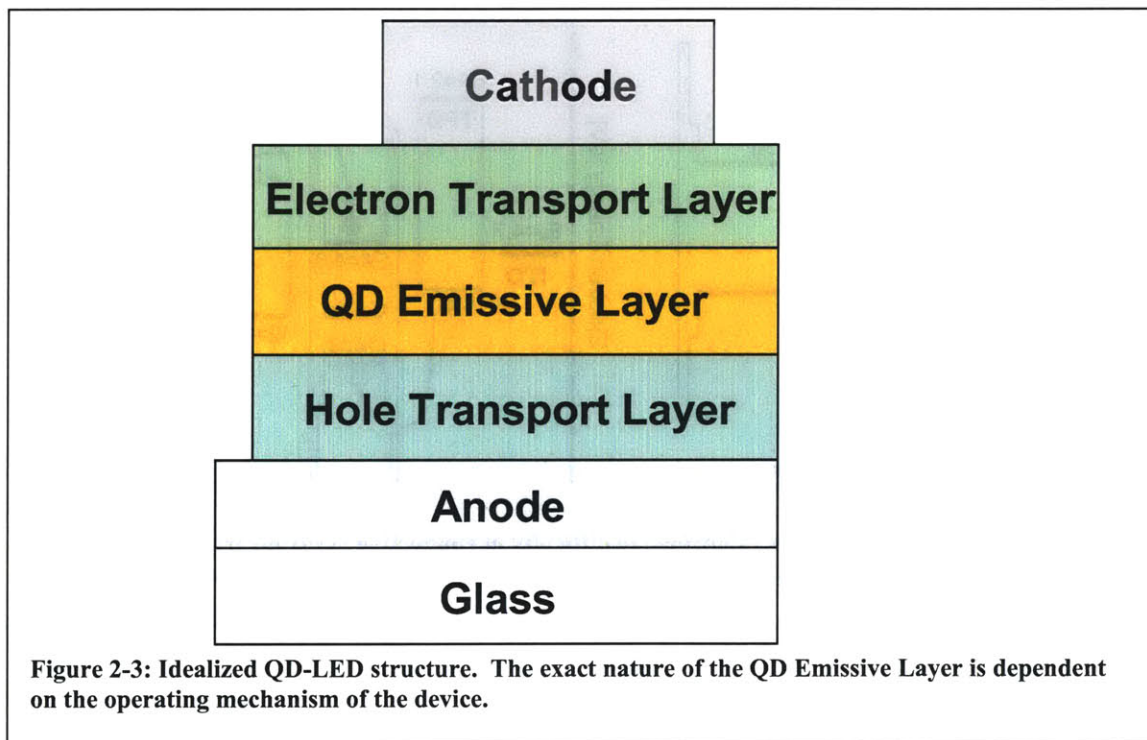 Cathode
Electron Transport Layer
QD Emissive Layer
Hole Transport Layer
Anode
Glass
Figure 2-3: Idealized QD-LED structure. The exact nature of the QD Emissive Layer is dependent
on the operating mechanism of the device.